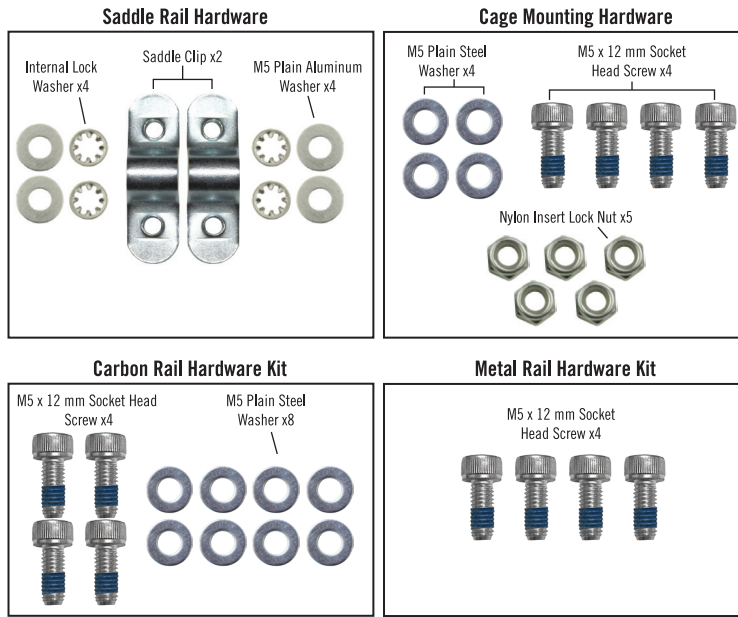 Saddle Rail Hardware
Internal Lock
Washer x4
Saddle Clip x2
M5 Plain Aluminum
Washer x4
Cage Mounting Hardware
M5 Plain Steel
Washer x4
M5 x 12 mm Socket
Head Screw x4
Nylon Insert Lock Nut x5
Carbon Rail Hardware Kit
M5 x 12 mm Socket Head
Screw x4
M5 Plain Steel
Washer x8
Metal Rail Hardware Kit
M5 x 12 mm Socket
Head Screw x4